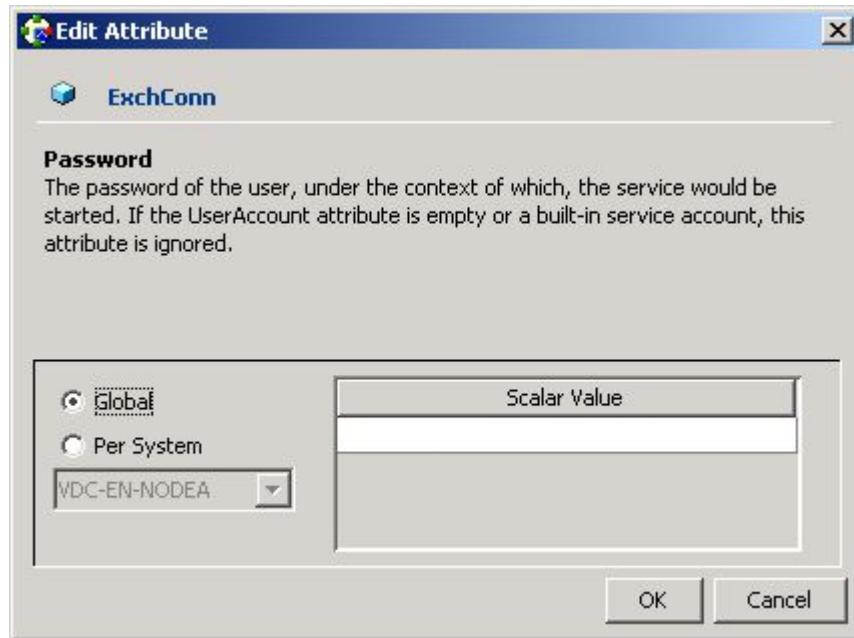 Edit Attribute
ExchConn
Password
The password of the user, under the context of which, the service would be
started. If the UserAccount attribute is empty or a built-in service account, this
attribute is ignored.
Global
Per System
VDC-EN-NODEA
Scalar Value
OK
Cancel